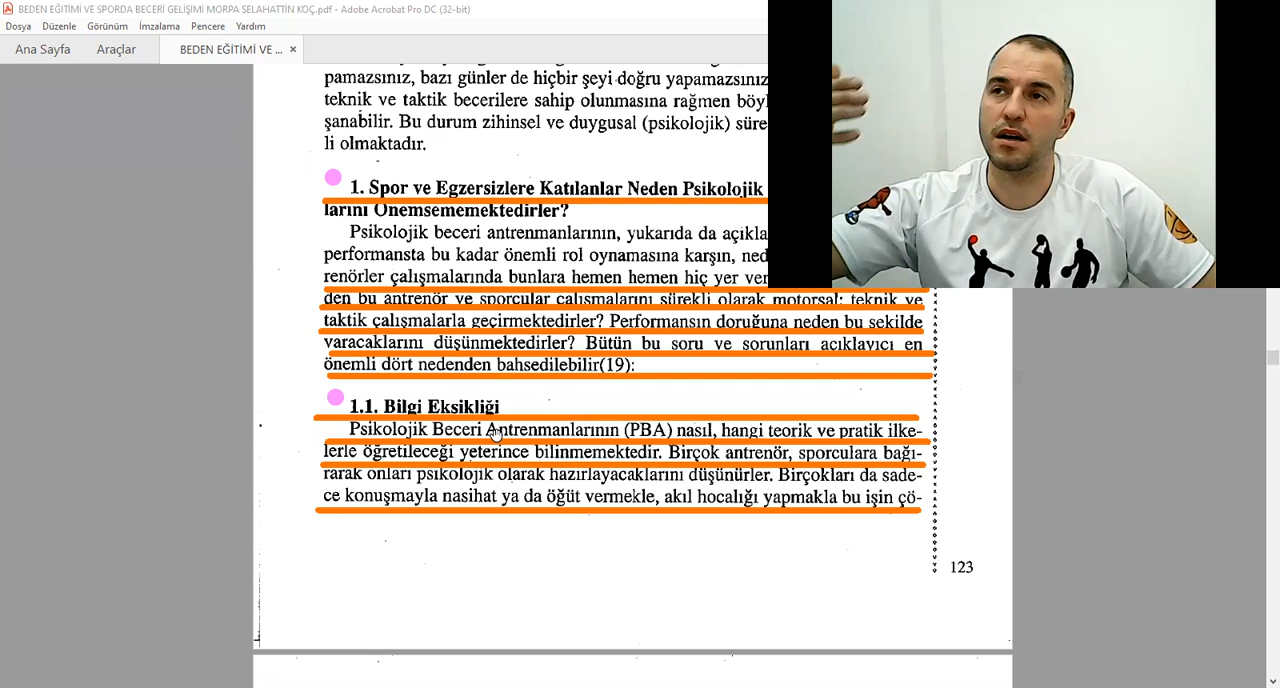 BEDEN EĞİTİMİ VE SPORDA BECERİ GELİŞİMİ MORPA SELAHATTIN KOÇ.pdf - Adobe Acrobat Pro DC (32-bit)
Dosya Düzenle Görünüm İmzalama Pencere Yardım
Ana Sayfa Araçlar BEDEN EĞİTİMİ VE ... ×
pamazsınız, bazı günler de hiçbir şeyi doğru yapamazsınız
teknik ve taktik becerilere sahip olunmasına rağmen böyl
şanabilir. Bu durum zihinsel ve duygusal (psikolojik) süre
li olmaktadır.
1. Spor ve Egzersizlere Katılanlar Neden Psikolojik
larını Önemsememektedirler?
Psikolojik beceri antrenmanlarının, yukarıda da açıkla
performansta bu kadar önemli rol oynamasına karşın, ned
renörler çalışmalarında bunlara hemen hemen hiç yer ver
den bu antrenör ve sporcular çalışmalarını sürekli olarak motorsal; teknik ve
taktik çalışmalarla geçirmektedirler? Performansın doruğuna neden bu şekilde
varacaklarını düşünmektedirler? Bütün bu soru ve sorunları açıklayıcı en
önemli dört nedenden bahsedilebilir(19):
1.1. Bilgi Eksikliği
Psikolojik Beceri Antrenmanlarının (PBA) nasıl, hangi teorik ve pratik ilke-
lerle öğretileceği yeterince bilinmemektedir. Birçok antrenör, sporculara bağı-
rarak onları psikolojik olarak hazırlayacaklarını düşünürler. Birçokları da sade-
ce konuşmayla nasihat ya da öğüt vermekle, akıl hocalığı yapmakla bu işin çö-
123